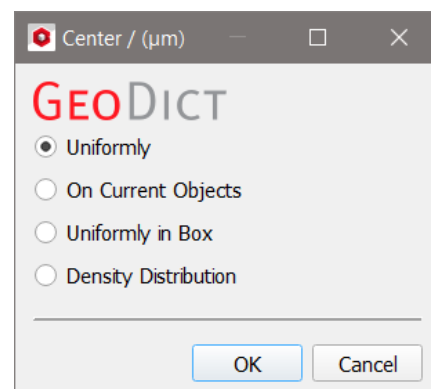 Center / (µm)
GEODICT
Uniformly
On Current Objects
Uniformly in Box
Density Distribution
OK Cancel